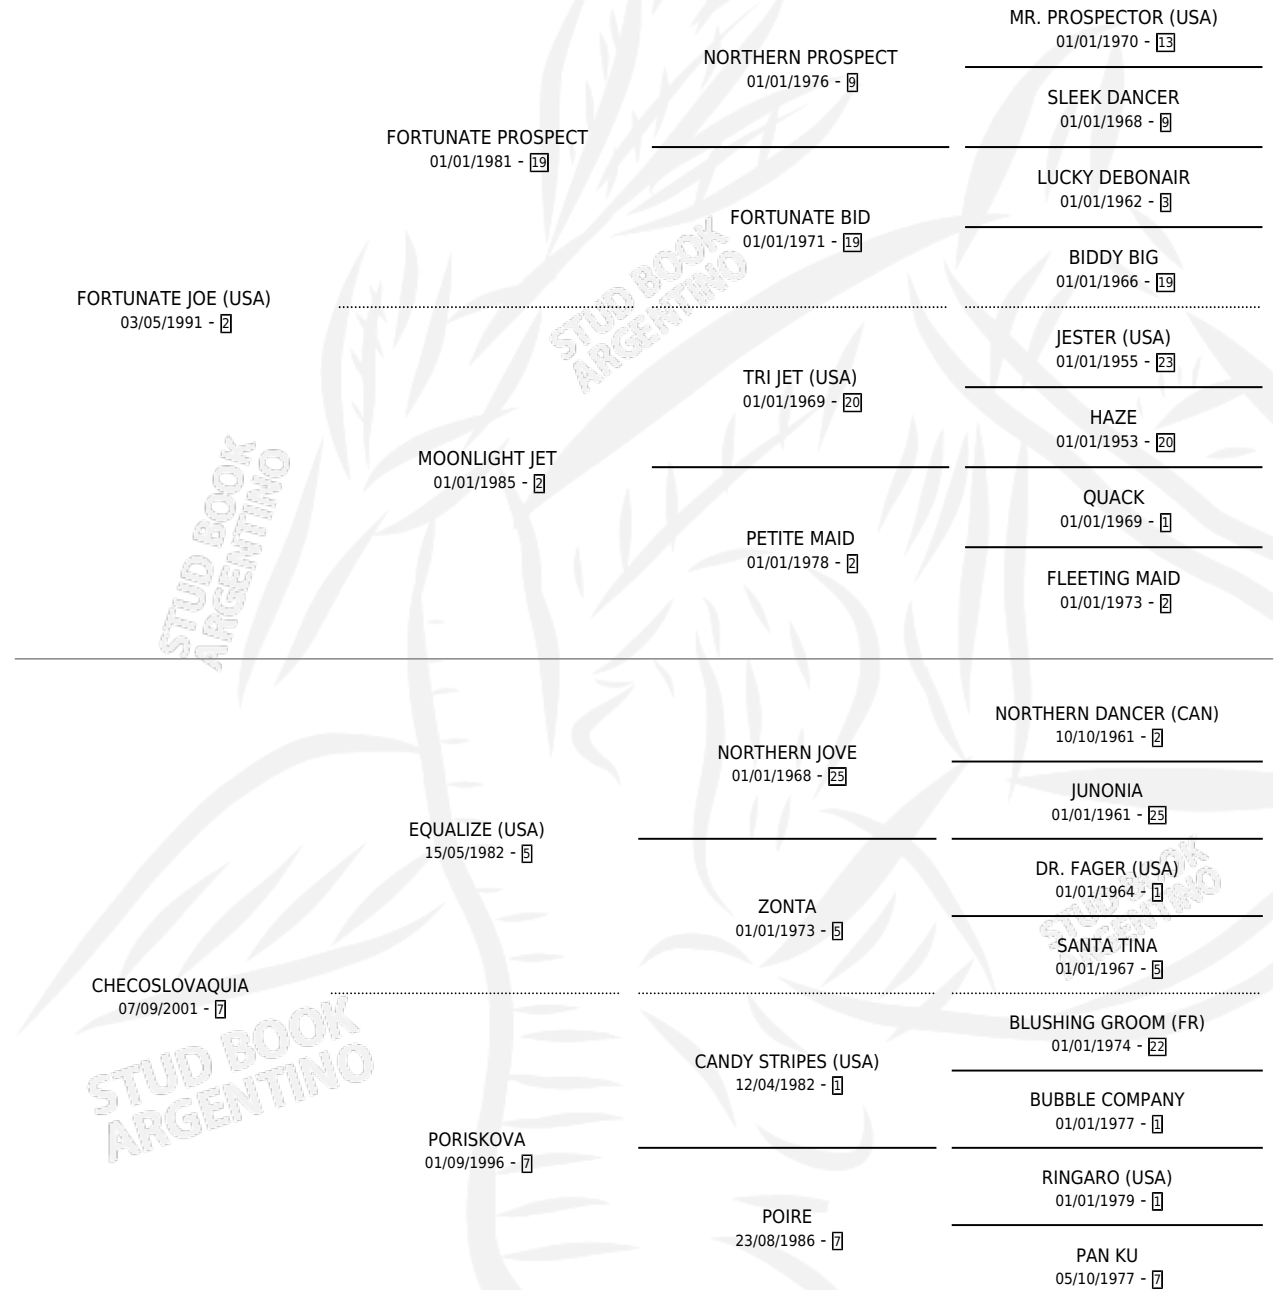 MR. PROSPECTOR (USA)
01/01/1970 - 13
NORTHERN PROSPECT
01/01/1976 - 9
SLEEK DANCER
01/01/1968 - 9
FORTUNATE PROSPECT
01/01/1981 - 19
LUCKY DEBONAIR
01/01/1962 - 3
FORTUNATE BID
01/01/1971 - 19
BIDDY BIG
01/01/1966 - 19
FORTUNATE JOE (USA)
03/05/1991 - 2
JESTER (USA)
01/01/1955 - 23
TRI JET (USA)
01/01/1969 - 20
HAZE
01/01/1953 - 20
MOONLIGHT JET
01/01/1985 - 2
QUACK
01/01/1969 - 1
PETITE MAID
01/01/1978 - 2
FLEETING MAID
01/01/1973 - 2
NORTHERN DANCER (CAN)
10/10/1961 - 2
NORTHERN JOVE
01/01/1968 - 25
JUNONIA
01/01/1961 - 25
EQUALIZE (USA)
15/05/1982 - 5
DR. FAGER (USA)
01/01/1964 - 1
ZONTA
01/01/1973 - 5
SANTA TINA
01/01/1967 - 5
CHECOSLOVAQUIA
07/09/2001 - 7
BLUSHING GROOM (FR)
01/01/1974 - 22
CANDY STRIPES (USA)
12/04/1982 - 1
BUBBLE COMPANY
01/01/1977 - 1
PORISKOVA
01/09/1996 - 7
RINGARO (USA)
01/01/1979 - 1
POIRE
23/08/1986 - 7
PAN KU
05/10/1977 - 7
STUD BOOK
ARGENTINO
STUD BOOK
ARGENTINO
STUD BOOK
ARGENTINO
STUD BOOK
ARGENTINO